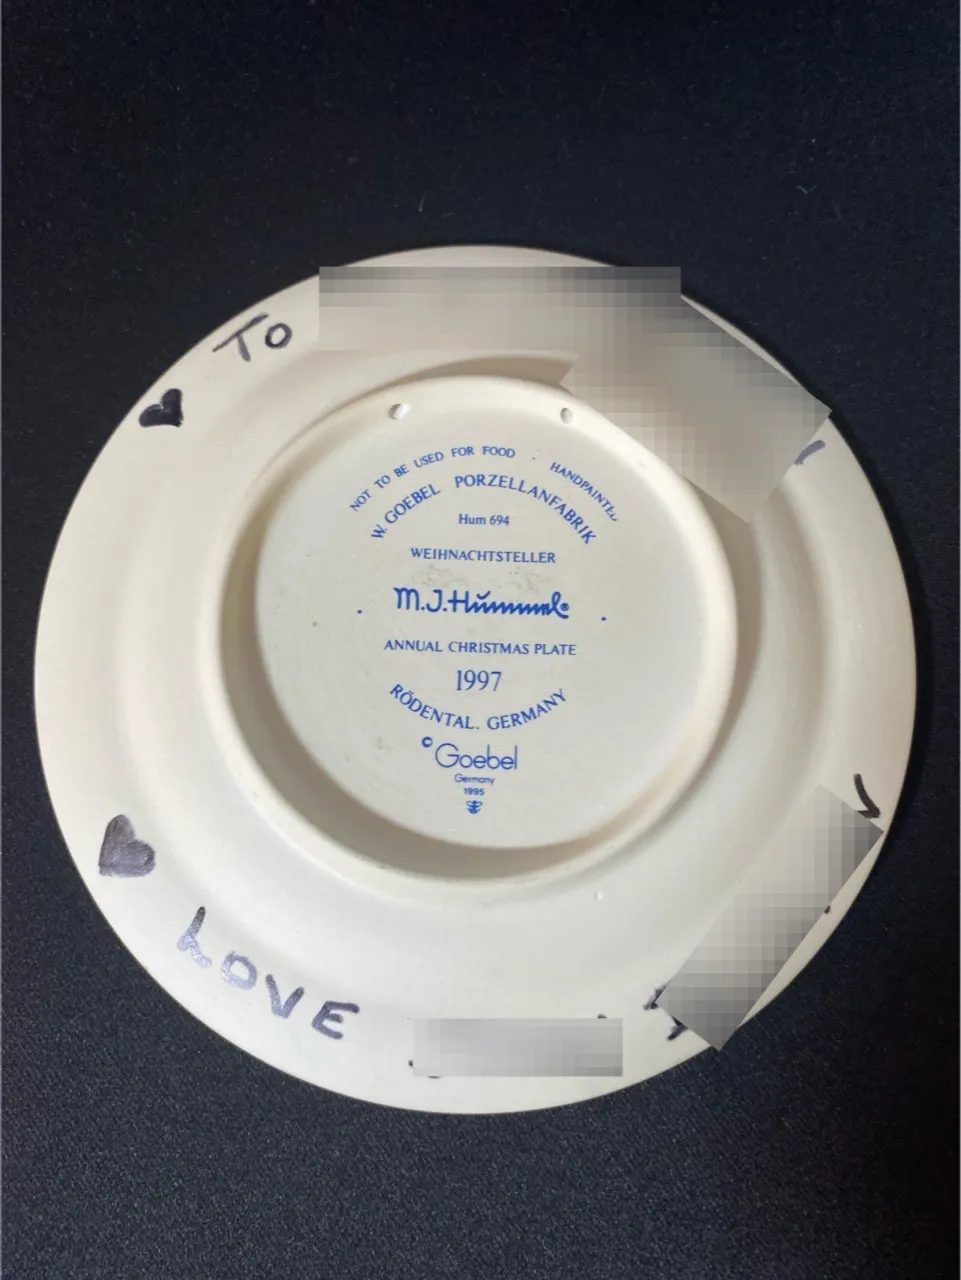 TO
NOT TO BE USED FOR FOOD · HANDPAINTED
W. GOEBEL PORZELLANFABRIK
Hum 694
WEIHNACHTSTELLER
M.J.Hummel®
ANNUAL CHRISTMAS PLATE
1997
RÖDENTAL. GERMANY
© Goebel
Germany
1995
LOVE